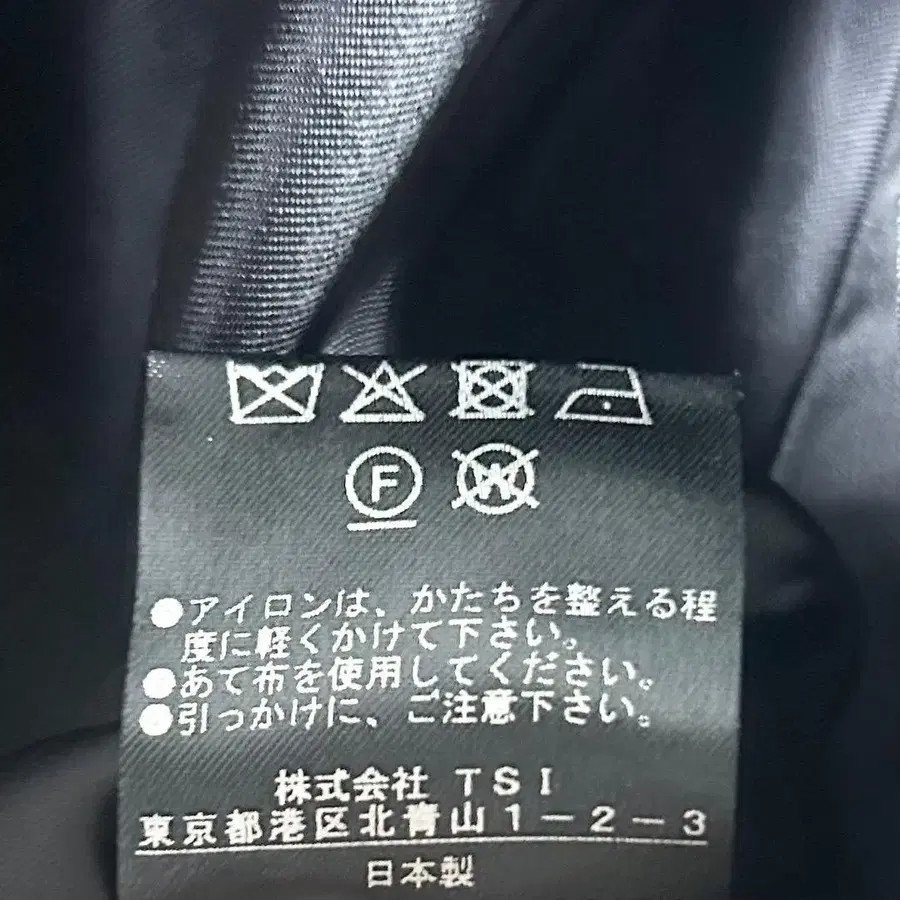 F W
●アイロンは、かたちを整える程
度に軽くかけて下さい。
●あて布を使用してください。
●引っかけに、ご注意下さい。
株式会社 TSI
東京都港区北青山1-2-3
日本製